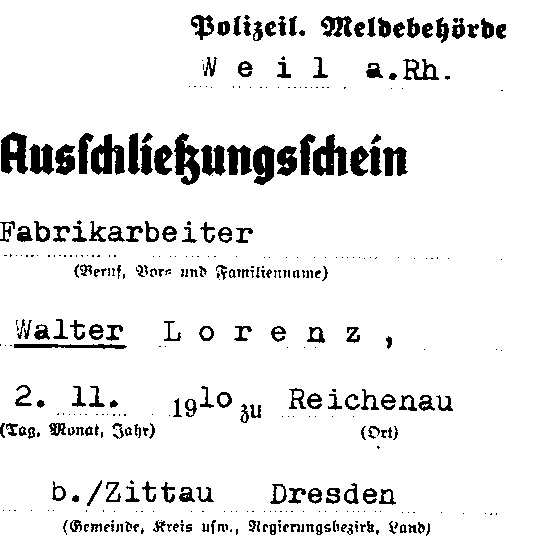 Polizeil. Meldebehörde
W e i l a.Rh.
Ausschließungsschein
Fabrikarbeiter
(Beruf, Vor- und Familienname)
Walter L o r e n z ,
2. 11. 19lo zu Reichenau
(Tag, Monat, Jahr) (Ort)
b./Zittau Dresden
(Gemeinde, Kreis usw., Regierungsbezirk, Land)